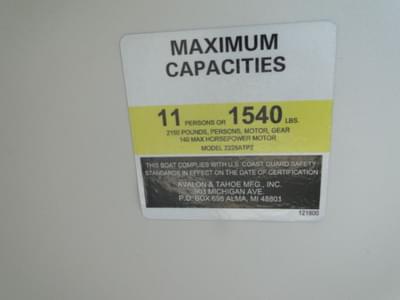 MAXIMUM
CAPACITIES
11 PERSONS OR 1540 LBS.
2150 POUNDS, PERSONS, MOTOR, GEAR
140 MAX HORSEPOWER MOTOR
MODEL 2225ATPZ
THIS BOAT COMPLIES WITH U.S. COAST GUARD SAFETY
STANDARDS IN EFFECT ON THE DATE OF CERTIFICATION
AVALON & TAHOE MFG., INC.
903 MICHIGAN AVE.
P.O. BOX 698 ALMA, MI 48801
121800